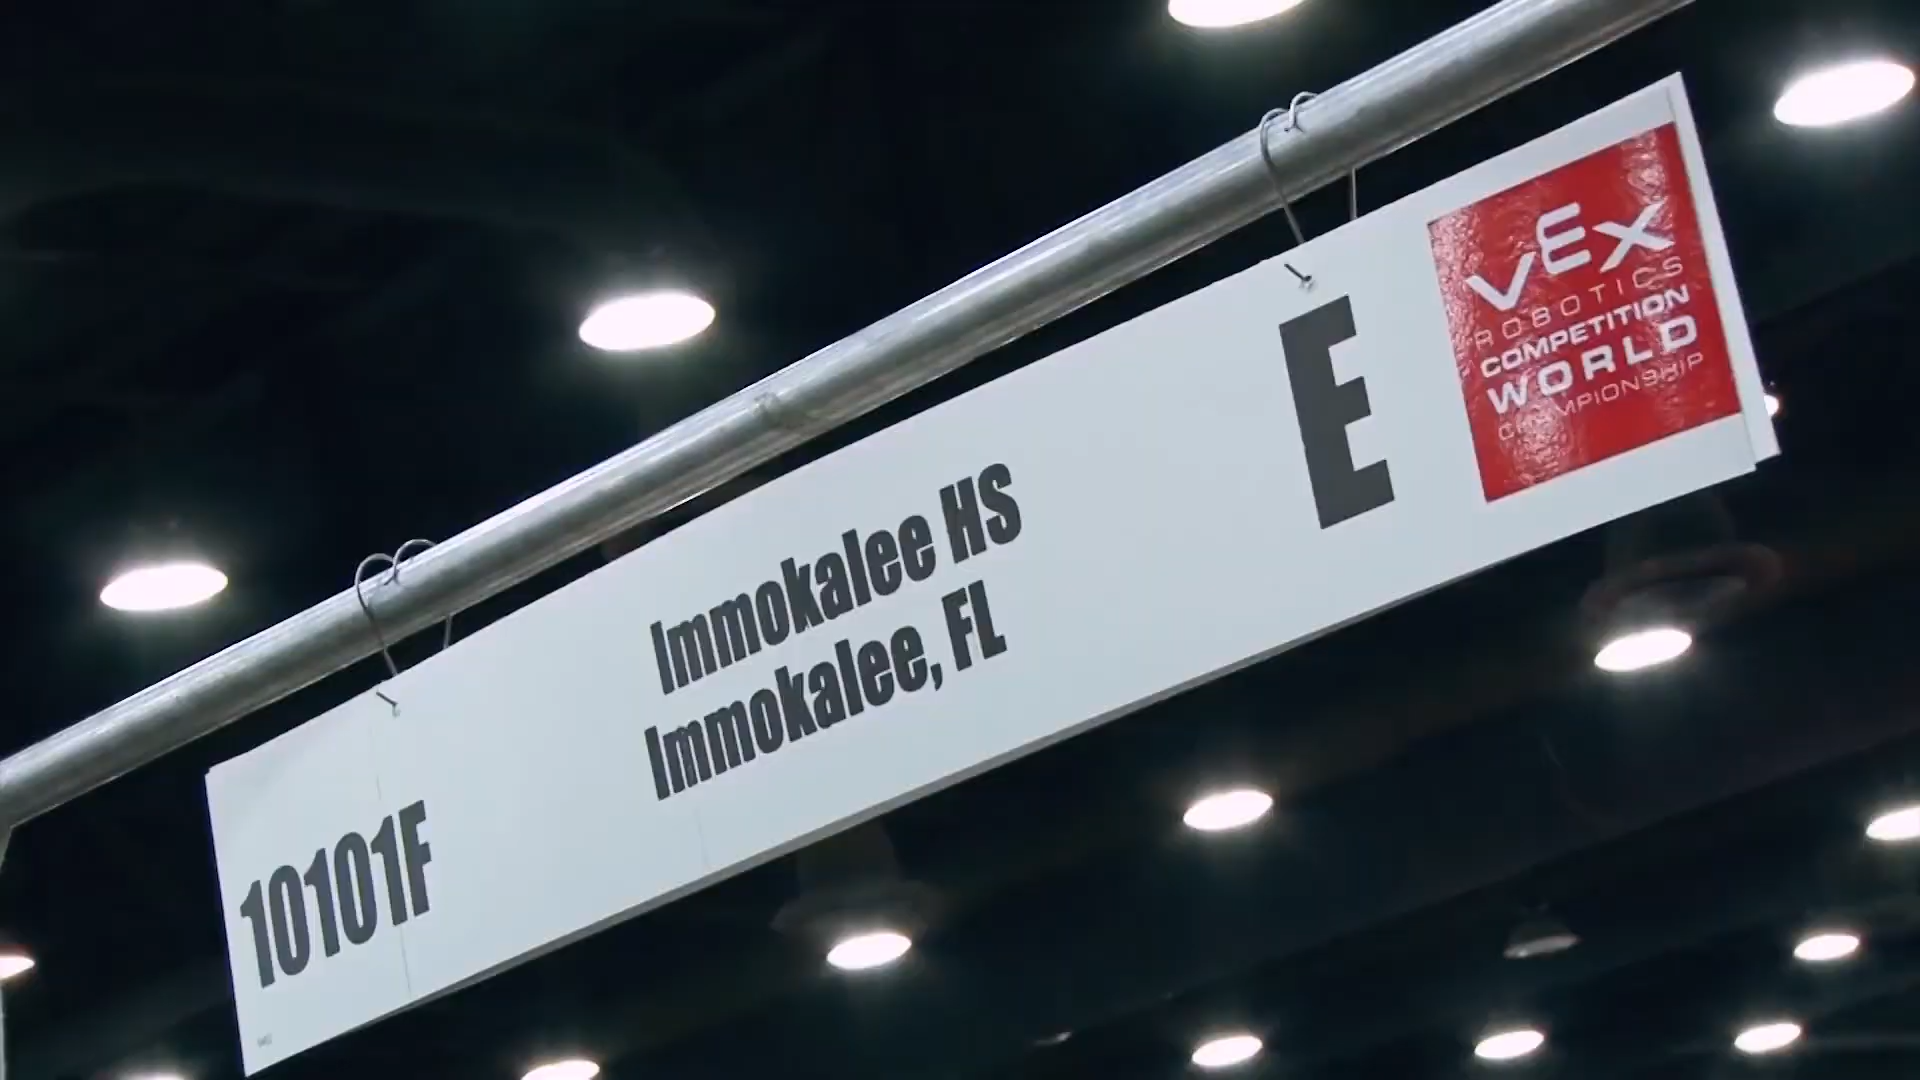 10101F
Immokalee HS
Immokalee, FL
E
VEX
ROBOTICS
COMPETITION
WORLD
CHAMPIONSHIP